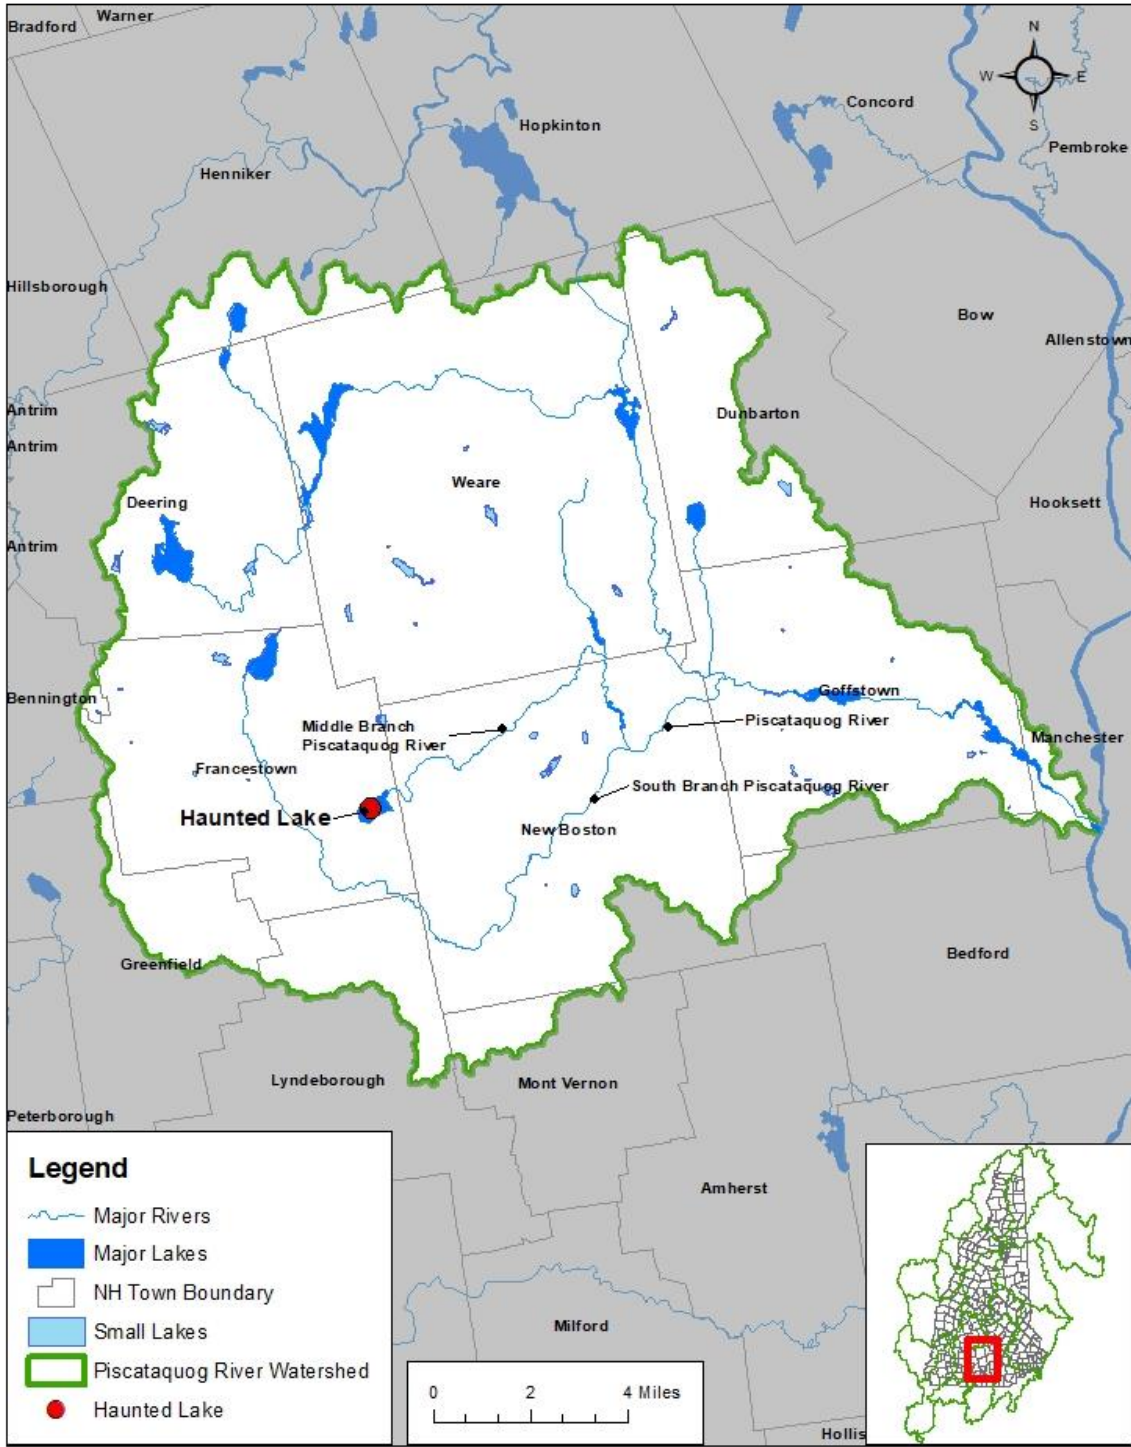 Warner
Bradford
N
W
E
S
Concord
Hopkinton
Pembroke
Henniker
Hillsborough
Bow
Allenstown
Antrim
Dunbarton
Antrim
Weare
Deering
Hooksett
Antrim
Goffstown
Bennington
Piscataquog River
Middle Branch
Piscataquog River
Manchester
Francestown
South Branch Piscataquog River
Haunted Lake
New Boston
Bedford
Greenfield
Lyndeborough
Mont Vernon
Peterborough
Amherst
Milford
Hollis
Legend
Major Rivers
Major Lakes
NH Town Boundary
Small Lakes
Piscataquog River Watershed
Haunted Lake
0 2 4 Miles